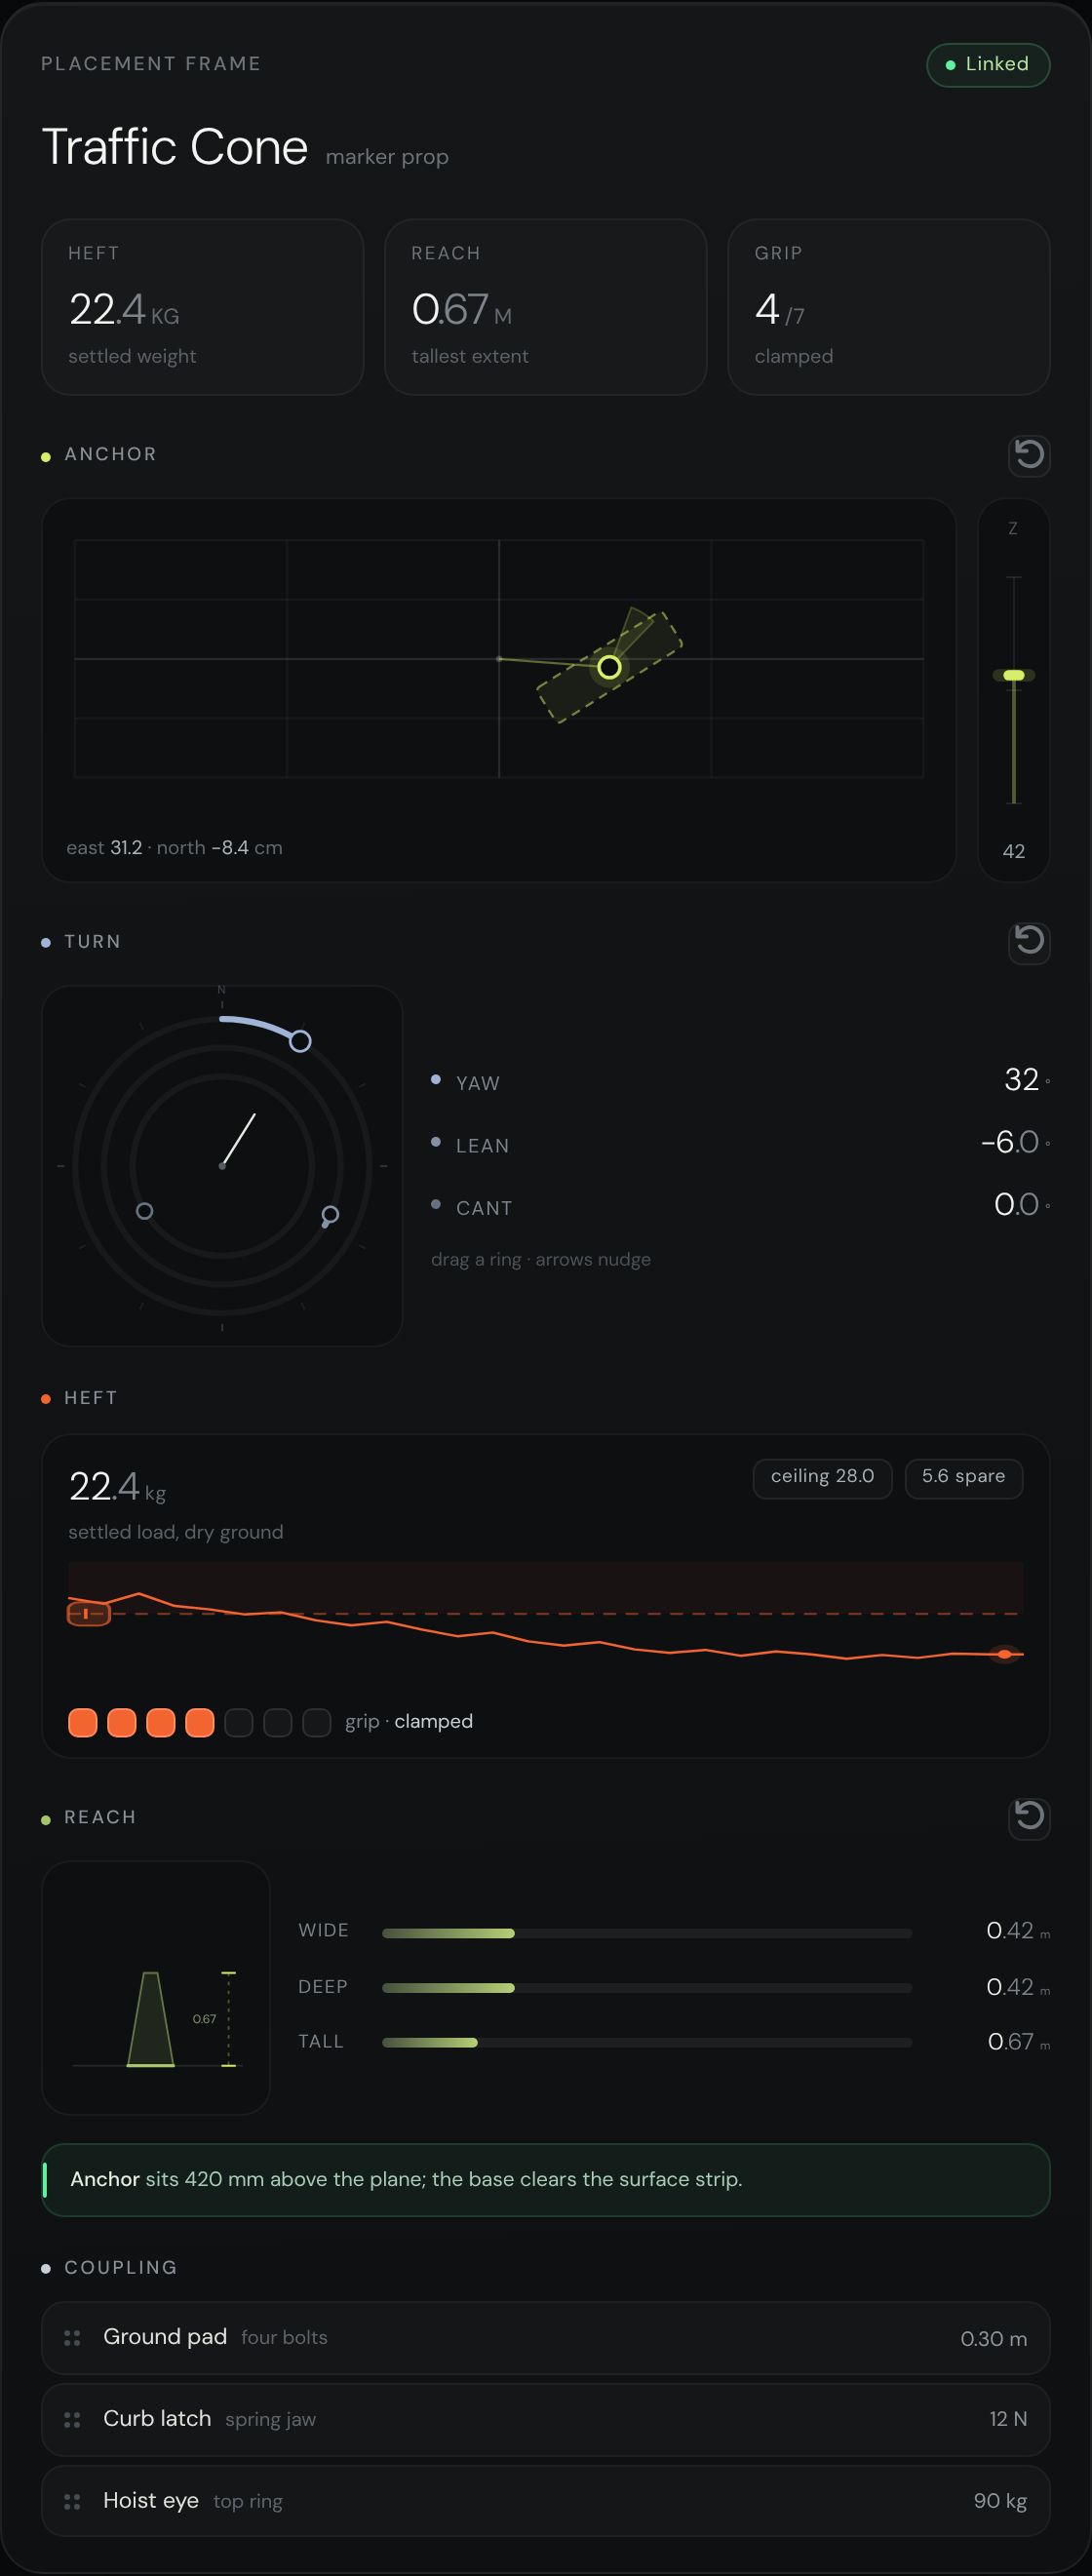 PLACEMENT FRAME
Linked
Traffic Cone marker prop
HEFT
22.4 KG
settled weight
REACH
0.67 M
tallest extent
GRIP
4 /7
clamped
ANCHOR
Z
east 31.2 · north −8.4 cm
42
TURN
N
YAW 32 °
LEAN −6.0 °
CANT 0.0 °
drag a ring · arrows nudge
HEFT
22.4 kg
ceiling 28.0
5.6 spare
settled load, dry ground
grip · clamped
REACH
0.67
WIDE 0.42 m
DEEP 0.42 m
TALL 0.67 m
Anchor sits 420 mm above the plane; the base clears the surface strip.
COUPLING
Ground pad four bolts 0.30 m
Curb latch spring jaw 12 N
Hoist eye top ring 90 kg